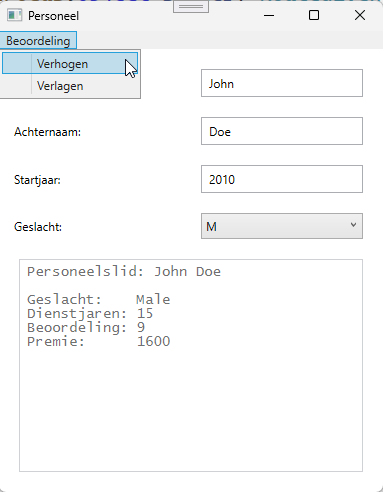 Personeel
Beoordeling
Verhogen
Verlagen
John
Achternaam: Doe
Startjaar: 2010
Geslacht: M
Personeelslid: John Doe
Geslacht: Male
Dienstjaren: 15
Beoordeling: 9
Premie: 1600